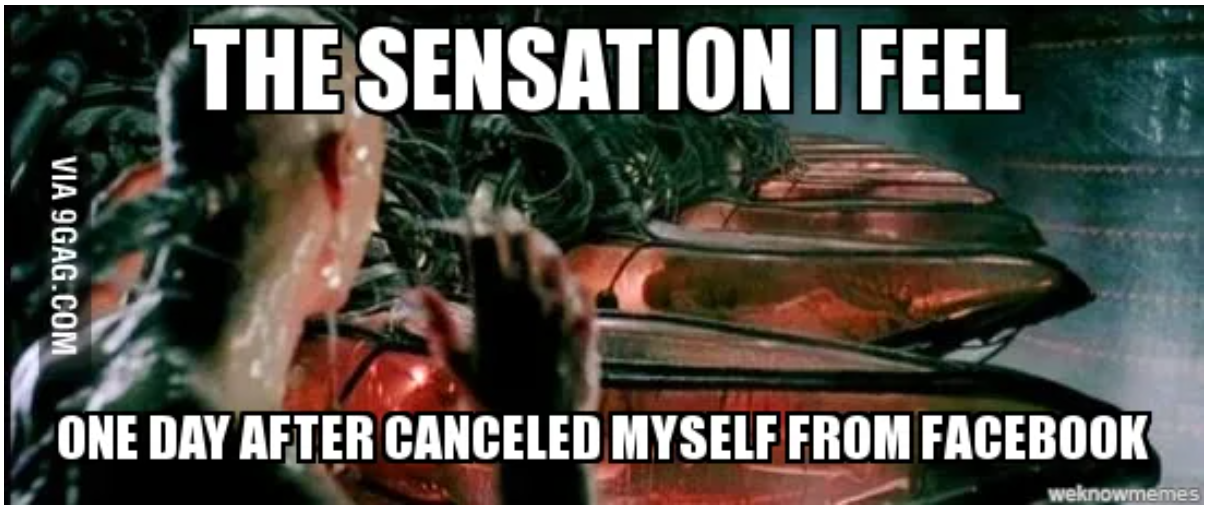 THE SENSATION I FEEL
VIA 9GAG.COM
ONE DAY AFTER CANCELED MYSELF FROM FACEBOOK
weknowmemes